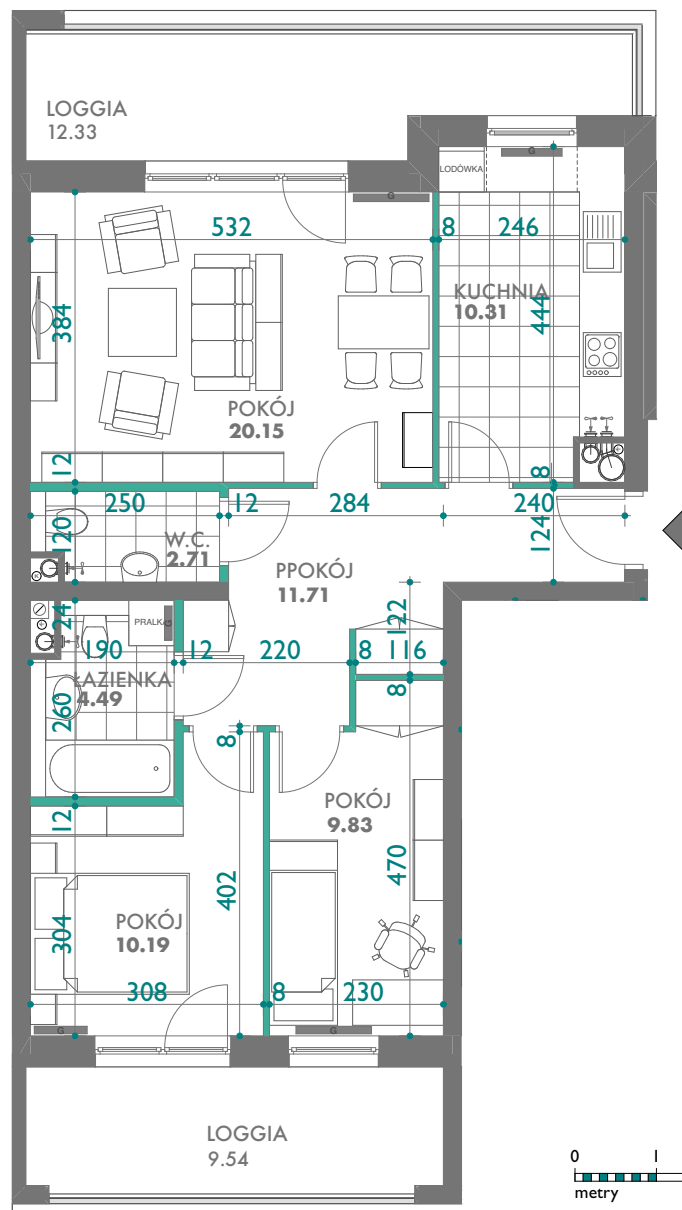 LOGGIA
12.33
G
LODÓWKA
G
532
8
246
KUCHNIA
10.31
444
384
POKÓJ
20.15
12
8
250
12
284
240
120
W.C.
2.71
124
PPOKÓJ
11.71
122
24
PRALKA
G
190
12
220
8
116
ŁAZIENKA
4.49
260
8
8
12
POKÓJ
9.83
402
470
304
POKÓJ
10.19
308
8
230
G
G
LOGGIA
9.54
0
1
metry